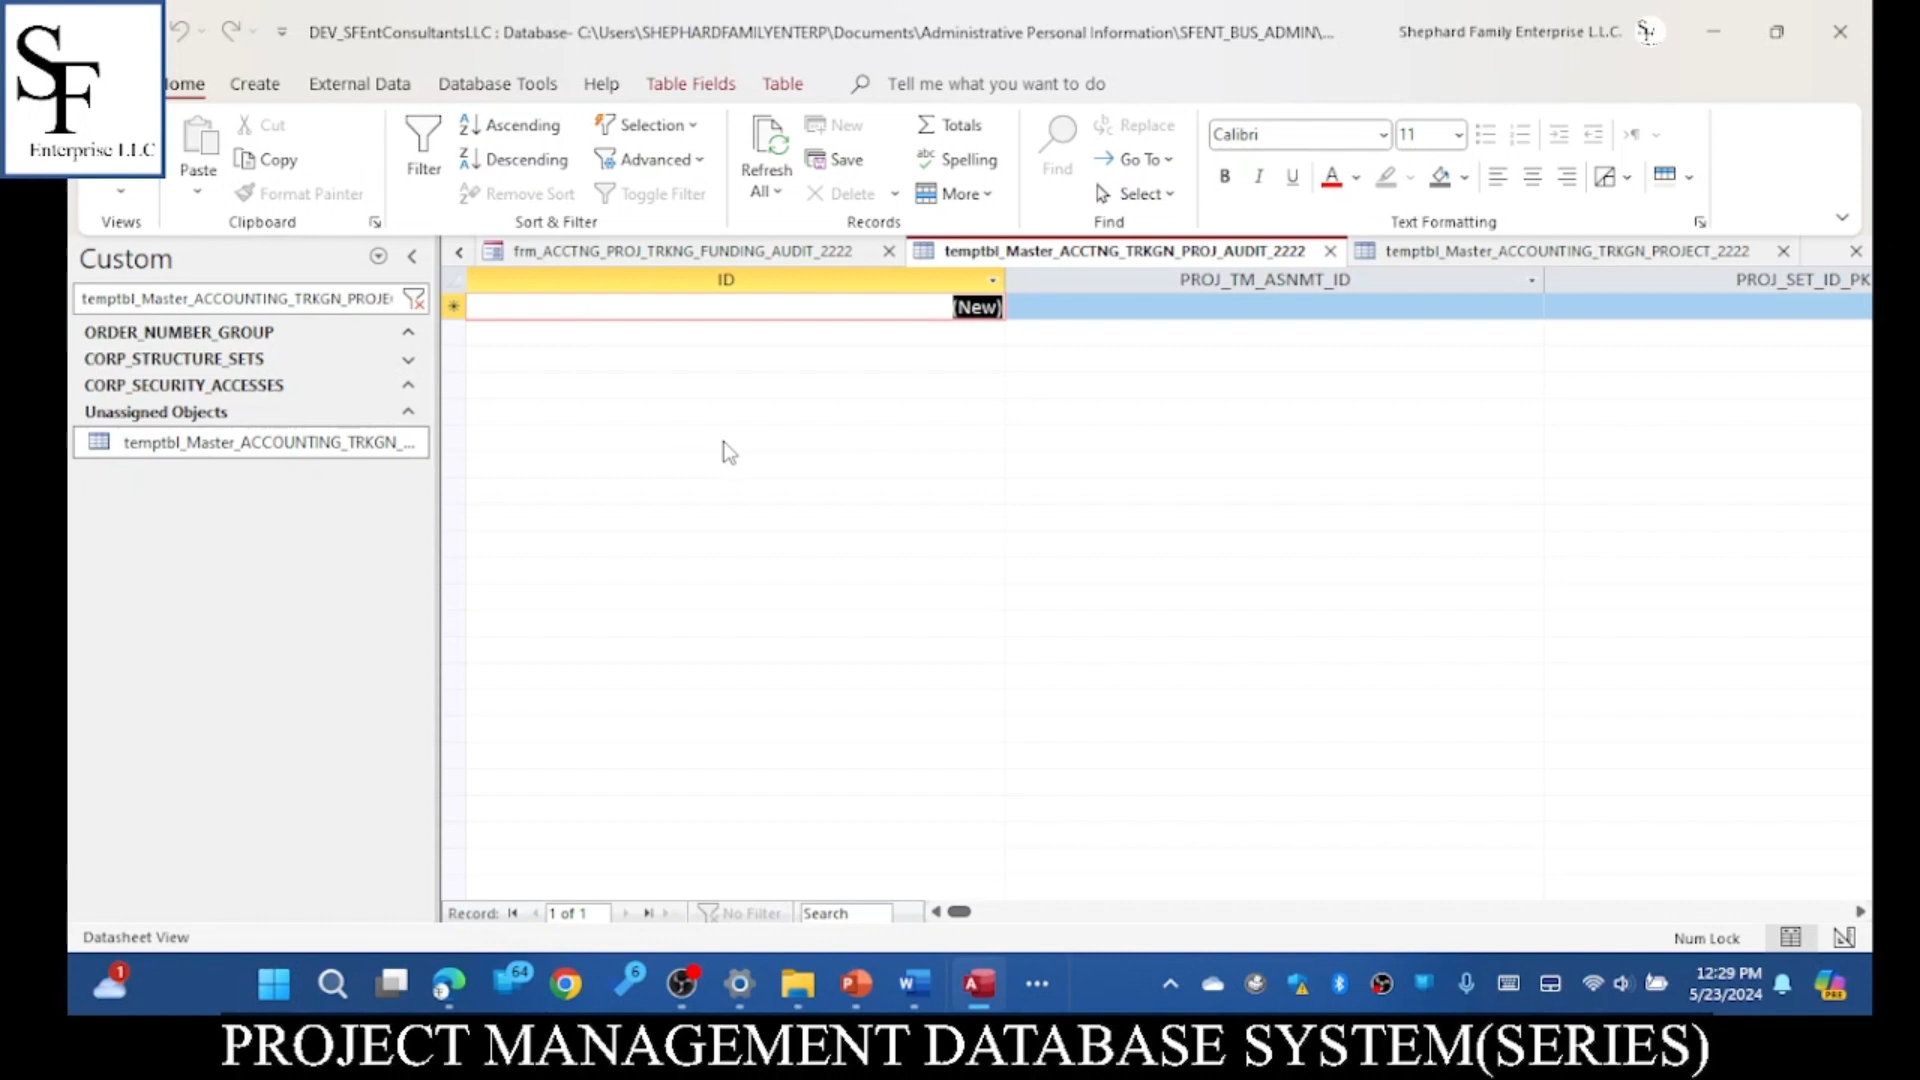 SF
Enterprise LLC
DEV_SFEntConsultantsLLC : Database- C:\Users\SHEPHARDFAMILYENTERP\Documents\Administrative Personal Information\SFENT_BUS_ADMIN\...
Shephard Family Enterprise L.L.C.
ome Create External Data Database Tools Help Table Fields Table Tell me what you want to do
Paste
Cut
Copy
Format Painter
Filter
Ascending
Descending
Remove Sort
Selection
Advanced
Toggle Filter
Refresh
All
New
Save
Delete
Totals
Spelling
More
Find
Replace
Go To
Select
Calibri 11
B I U A
Views Clipboard Sort & Filter Records Find Text Formatting
Custom
temptbl_Master_ACCOUNTING_TRKGN_PROJE
ORDER_NUMBER_GROUP
CORP_STRUCTURE_SETS
CORP_SECURITY_ACCESSES
Unassigned Objects
temptbl_Master_ACCOUNTING_TRKGN_...
frm_ACCTNG_PROJ_TRKNG_FUNDING_AUDIT_2222 temptbl_Master_ACCTNG_TRKGN_PROJ_AUDIT_2222 temptbl_Master_ACCOUNTING_TRKGN_PROJECT_2222
ID PROJ_TM_ASNMT_ID PROJ_SET_ID_PK
(New)
Record: 1 of 1 No Filter Search
Datasheet View
Num Lock
1
64
6
12:29 PM
5/23/2024
PRE
PROJECT MANAGEMENT DATABASE SYSTEM(SERIES)